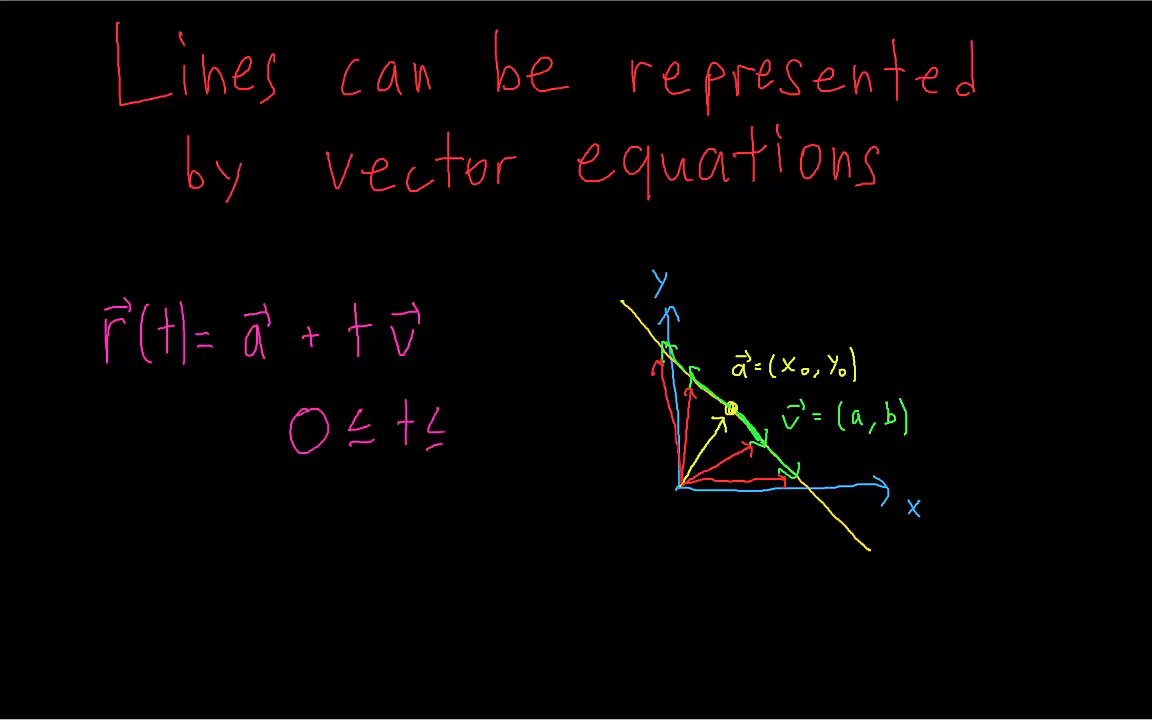 Lines can be represented
by vector equations
y
r⃗(t)= a⃗ + t v⃗
a⃗=(x₀, y₀)
v⃗ = (a, b)
0 ≤ t ≤
x